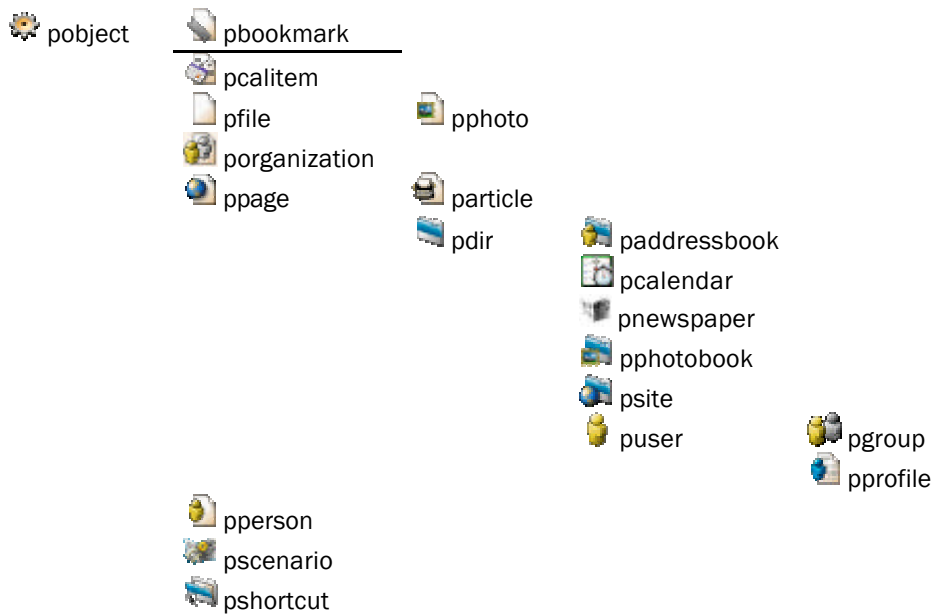 pobject pbookmark
pcalitem
pfile pphoto
porganization
ppage particle
pdir paddressbook
pcalendar
pnewspaper
pphotobook
psite
puser pgroup
pprofile
pperson
pscenario
pshortcut